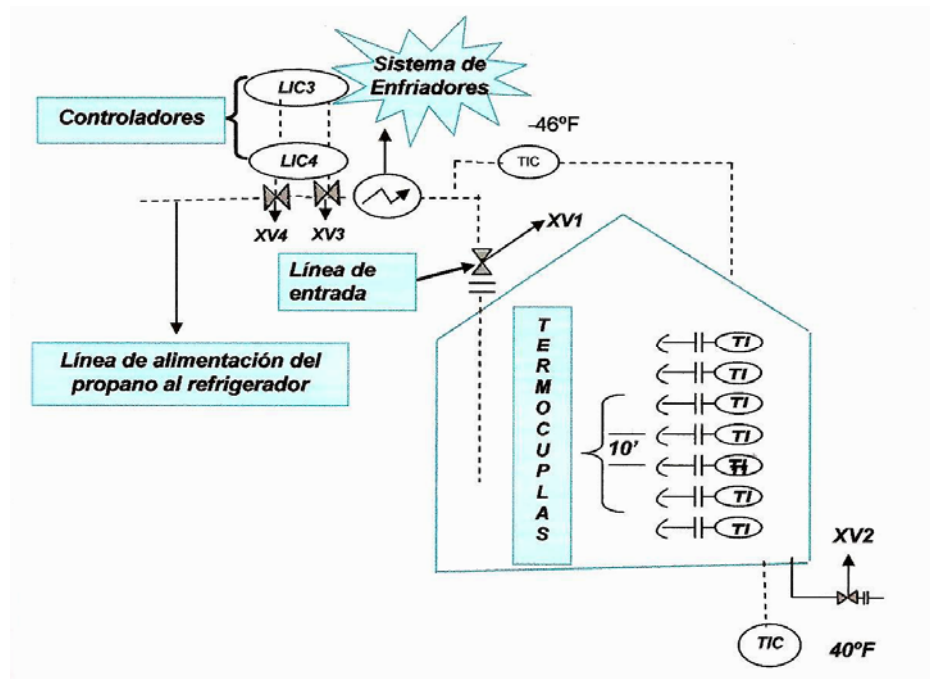 Sistema de
Enfriadores
LIC3
Controladores
-46ºF
TIC
LIC4
XV4
XV3
XV1
Línea de
entrada
T
E
R
M
O
C
U
P
L
A
S
TI
TI
TI
TI
TI
TI
TI
10’
Línea de alimentación del
propano al refrigerador
XV2
TIC
40ºF